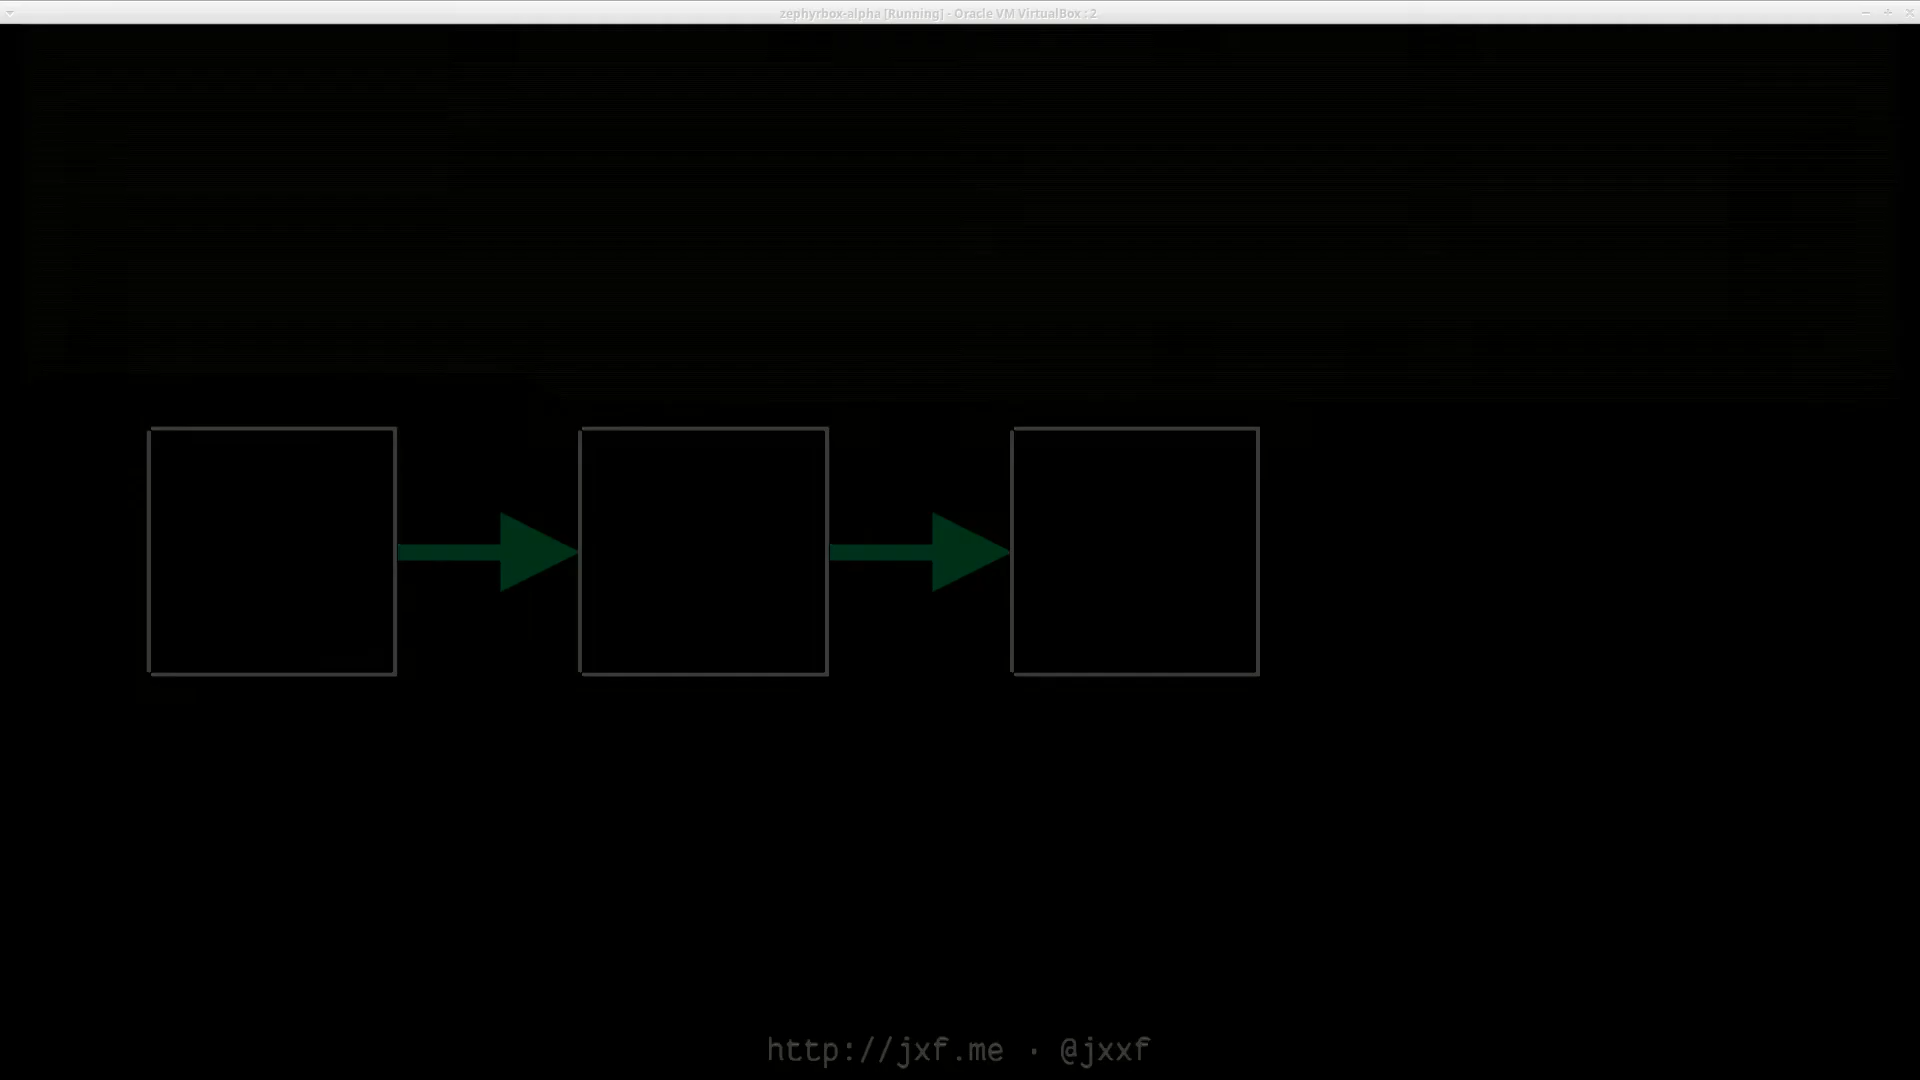 zephyrbox-alpha [Running] - Oracle VM VirtualBox : 2
http://jxf.me · @jxxf